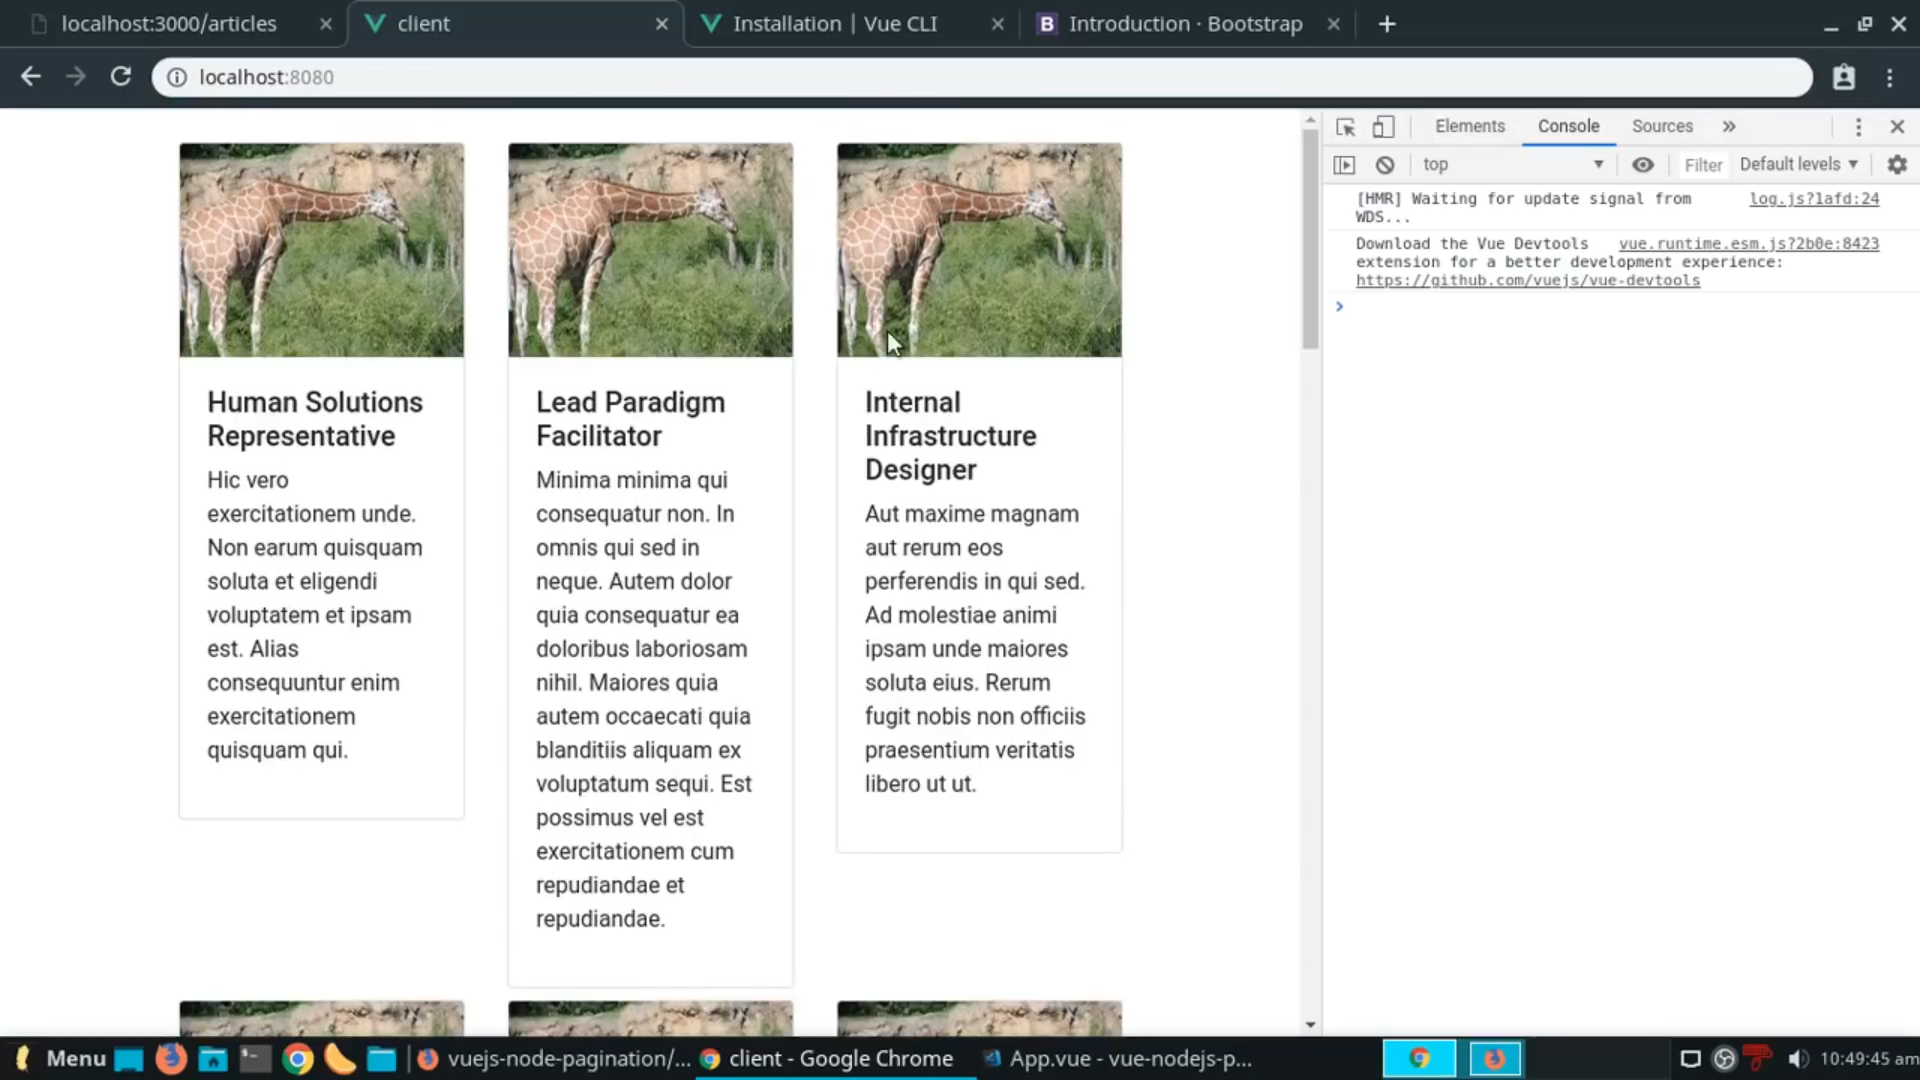 localhost:3000/articles
client
Installation | Vue CLI
B Introduction · Bootstrap
localhost:8080
Elements Console Sources »
top Filter Default levels
[HMR] Waiting for update signal from log.js?1afd:24
WDS...
Download the Vue Devtools vue.runtime.esm.js?2b0e:8423
extension for a better development experience:
https://github.com/vuejs/vue-devtools
Human Solutions
Representative
Hic vero
exercitationem unde.
Non earum quisquam
soluta et eligendi
voluptatem et ipsam
est. Alias
consequuntur enim
exercitationem
quisquam qui.
Lead Paradigm
Facilitator
Minima minima qui
consequatur non. In
omnis qui sed in
neque. Autem dolor
quia consequatur ea
doloribus laboriosam
nihil. Maiores quia
autem occaecati quia
blanditiis aliquam ex
voluptatum sequi. Est
possimus vel est
exercitationem cum
repudiandae et
repudiandae.
Internal
Infrastructure
Designer
Aut maxime magnam
aut rerum eos
perferendis in qui sed.
Ad molestiae animi
ipsam unde maiores
soluta eius. Rerum
fugit nobis non officiis
praesentium veritatis
libero ut ut.
Menu
vuejs-node-pagination/...
client - Google Chrome
App.vue - vue-nodejs-p...
10:49:45 am